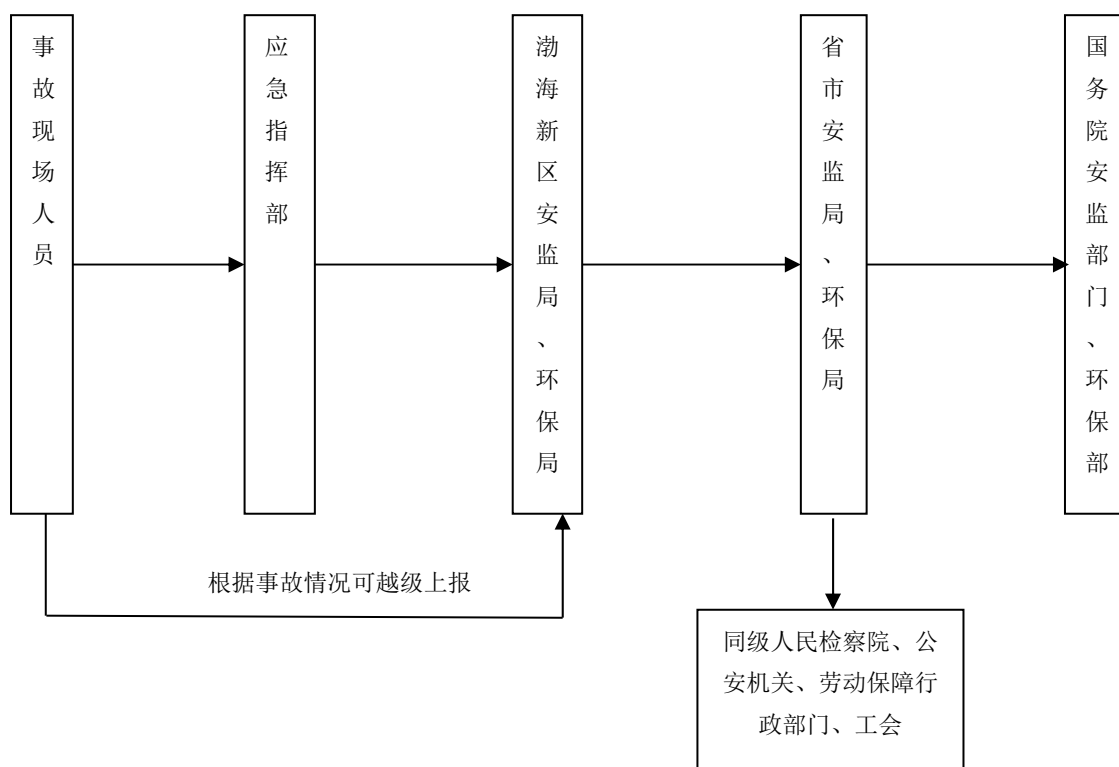 事故现场人员
应急指挥部
渤海新区安监局、环保局
省市安监局、环保局
国务院安监部门、环保部
根据事故情况可越级上报
同级人民检察院、公
安机关、劳动保障行
政部门、工会